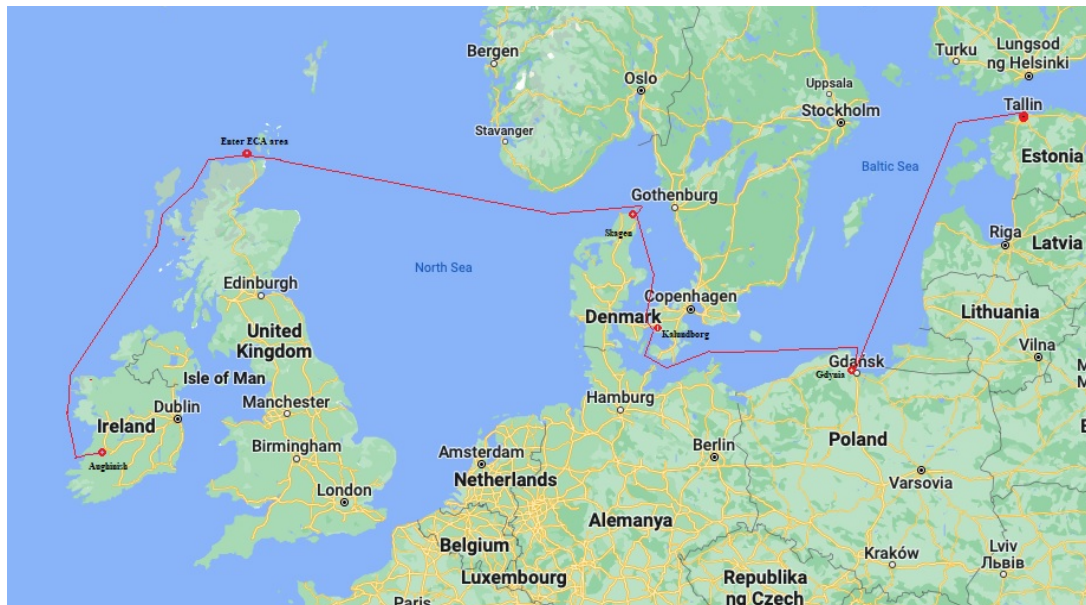 Bergen
Oslo
Uppsala
Stockholm
Turku
Lungsod
ng Helsinki
Tallin
Stavanger
Enter ECA area
Baltic Sea
Estonia
Gothenburg
Skagen
Riga
Latvia
North Sea
Edinburgh
Copenhagen
Denmark
Kalundborg
Lithuania
United
Kingdom
Vilna
Isle of Man
Gdańsk
Gdynia
Hamburg
Dublin
Ireland
Manchester
Aughinish
Birmingham
Amsterdam
Netherlands
Berlin
Poland
Varsovia
London
Alemanya
Belgium
Luxembourg
Republika
ng Czech
Kraków
Lviv
Львів
Paris